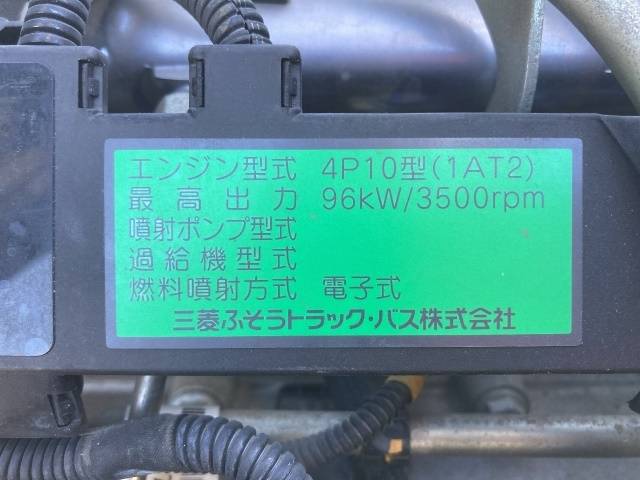 エンジン型式 4P10型(1AT2)
最高出力 96kW/3500rpm
噴射ポンプ型式
過給機型式
燃料噴射方式 電子式
三菱ふそうトラック・バス株式会社